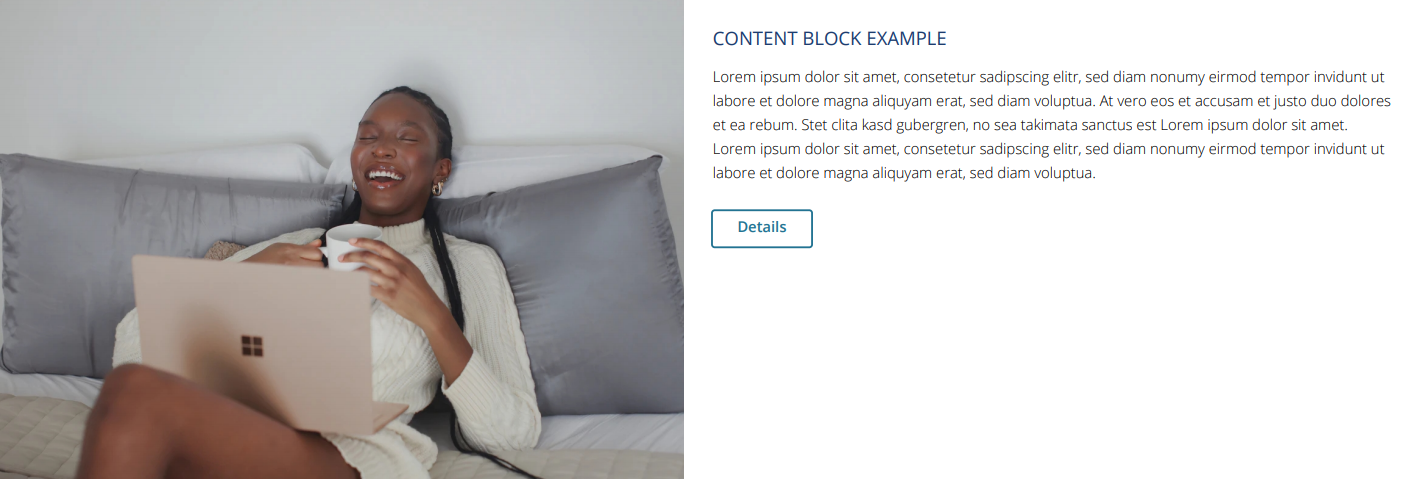 CONTENT BLOCK EXAMPLE
Lorem ipsum dolor sit amet, consetetur sadipscing elitr, sed diam nonumy eirmod tempor invidunt ut
labore et dolore magna aliquyam erat, sed diam voluptua. At vero eos et accusam et justo duo dolores
et ea rebum. Stet clita kasd gubergren, no sea takimata sanctus est Lorem ipsum dolor sit amet.
Lorem ipsum dolor sit amet, consetetur sadipscing elitr, sed diam nonumy eirmod tempor invidunt ut
labore et dolore magna aliquyam erat, sed diam voluptua.
Details